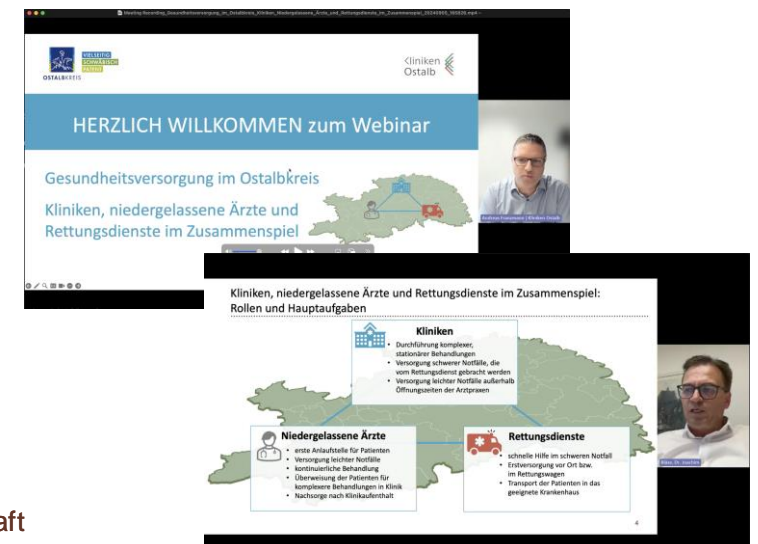 Meeting Recording_Gesundheitsversorgung_im_Ostalbkreis_Kliniken_Niedergelassene_Ärzte_und_Rettungsdienste_im_Zusammenspiel
OSTALBKREIS
VIELSEITIG
SCHWÄBISCH
Kliniken
Ostalb
HERZLICH WILLKOMMEN zum Webinar
Gesundheitsversorgung im Ostalbkreis
Kliniken, niedergelassene Ärzte und
Rettungsdienste im Zusammenspiel
Kliniken, niedergelassene Ärzte und Rettungsdienste im Zusammenspiel:
Rollen und Hauptaufgaben
Kliniken
• Durchführung komplexer,
stationärer Behandlungen
• Versorgung schwerer Notfälle, die
vom Rettungsdienst gebracht werden
• Versorgung leichter Notfälle außerhalb
Öffnungszeiten der Arztpraxen
Niedergelassene Ärzte
• erste Anlaufstelle für Patienten
• Versorgung leichter Notfälle
• kontinuierliche Behandlung
• Überweisung der Patienten für
komplexere Behandlungen in Klinik
• Nachsorge nach Klinikaufenthalt
Rettungsdienste
• schnelle Hilfe im schweren Notfall
• Erstversorgung vor Ort bzw.
im Rettungswagen
• Transport der Patienten in das
geeignete Krankenhaus
4
aft